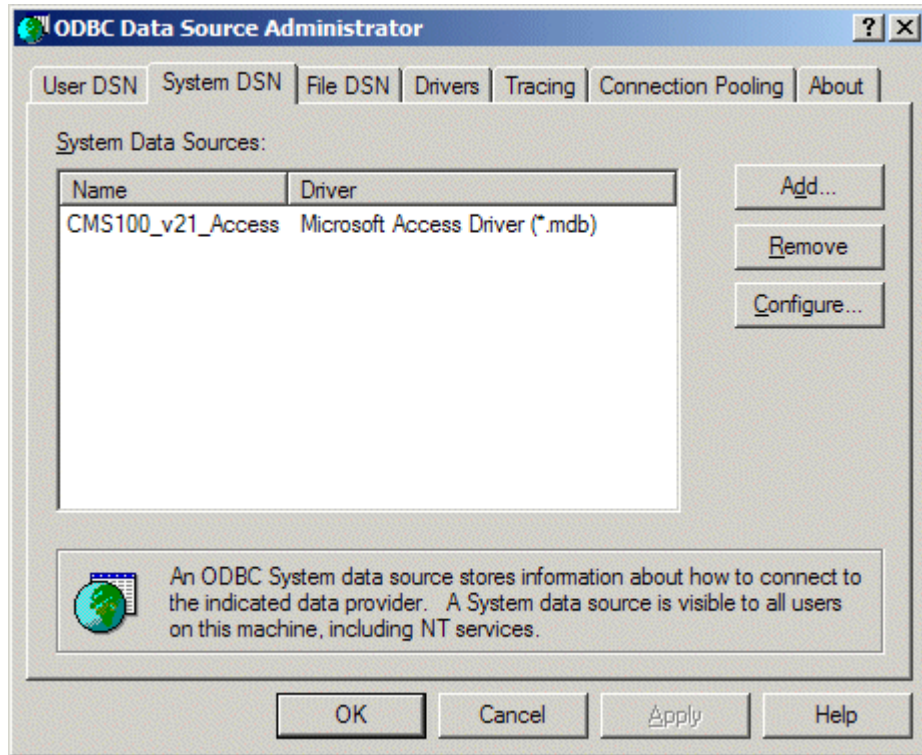 ODBC Data Source Administrator
User DSN System DSN File DSN Drivers Tracing Connection Pooling About
System Data Sources:
Name Driver
CMS100_v21_Access Microsoft Access Driver (*.mdb)
Add...
Remove
Configure...
An ODBC System data source stores information about how to connect to
the indicated data provider. A System data source is visible to all users
on this machine, including NT services.
OK Cancel Apply Help